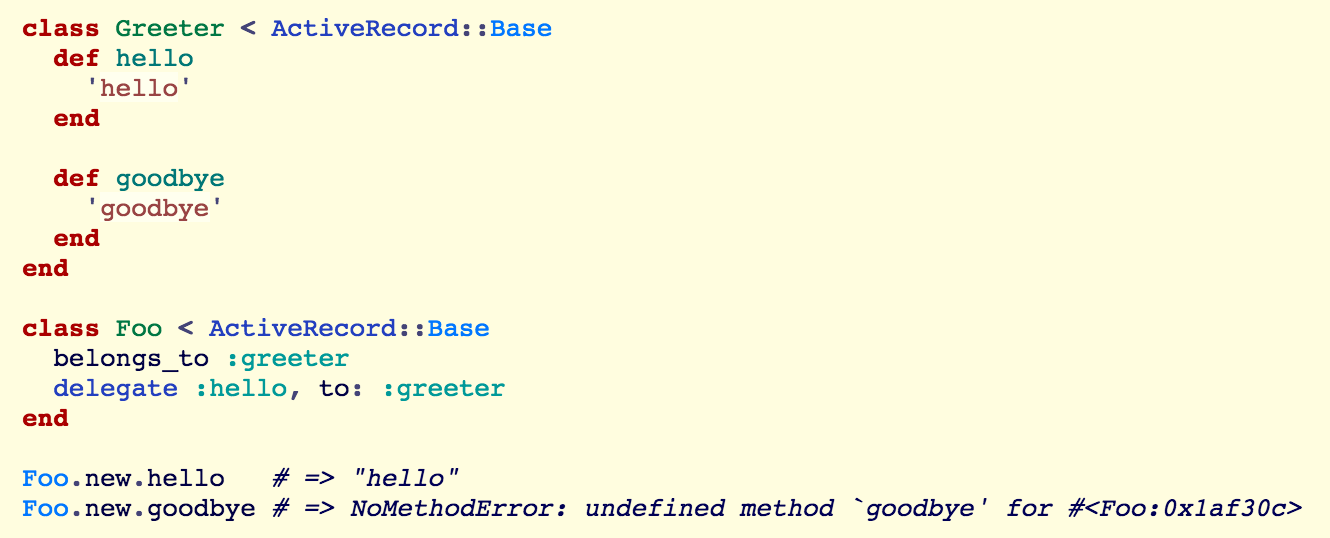 class Greeter < ActiveRecord::Base
  def hello
    'hello'
  end

  def goodbye
    'goodbye'
  end
end

class Foo < ActiveRecord::Base
  belongs_to :greeter
  delegate :hello, to: :greeter
end

Foo.new.hello   # => "hello"
Foo.new.goodbye # => NoMethodError: undefined method `goodbye' for #<Foo:0x1af30c>